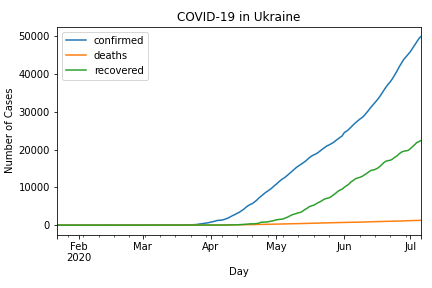 COVID-19 in Ukraine
confirmed
deaths
recovered
50000
40000
30000
20000
10000
0
Number of Cases
Feb Mar Apr May Jun Jul
2020
Day